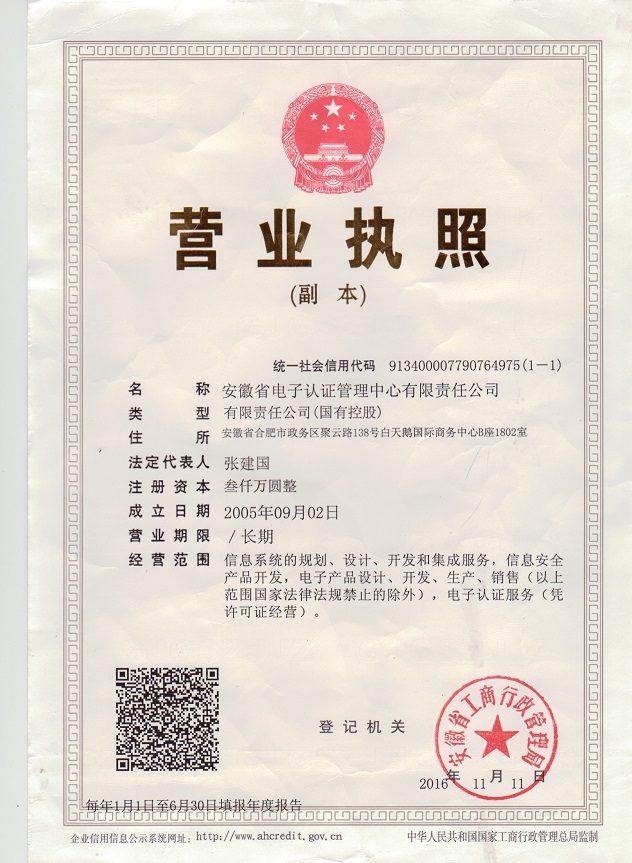 营业执照
(副 本)
统一社会信用代码 913400007790764975(1-1)
名称 安徽省电子认证管理中心有限责任公司
类型 有限责任公司(国有控股)
住所 安徽省合肥市政务区聚云路138号白天鹅国际商务中心B座1802室
法定代表人 张建国
注册资本 叁仟万圆整
成立日期 2005年09月02日
营业期限 /长期
经营范围 信息系统的规划、设计、开发和集成服务,信息安全
产品开发,电子产品设计、开发、生产、销售(以上
范围国家法律法规禁止的除外),电子认证服务(凭
许可证经营)。
登记机关
安徽省工商行政管理局
2016年 11月 11日
每年1月1日至6月30日填报年度报告
企业信用信息公示系统网址: http://www.ahcredit.gov.cn
中华人民共和国国家工商行政管理总局监制